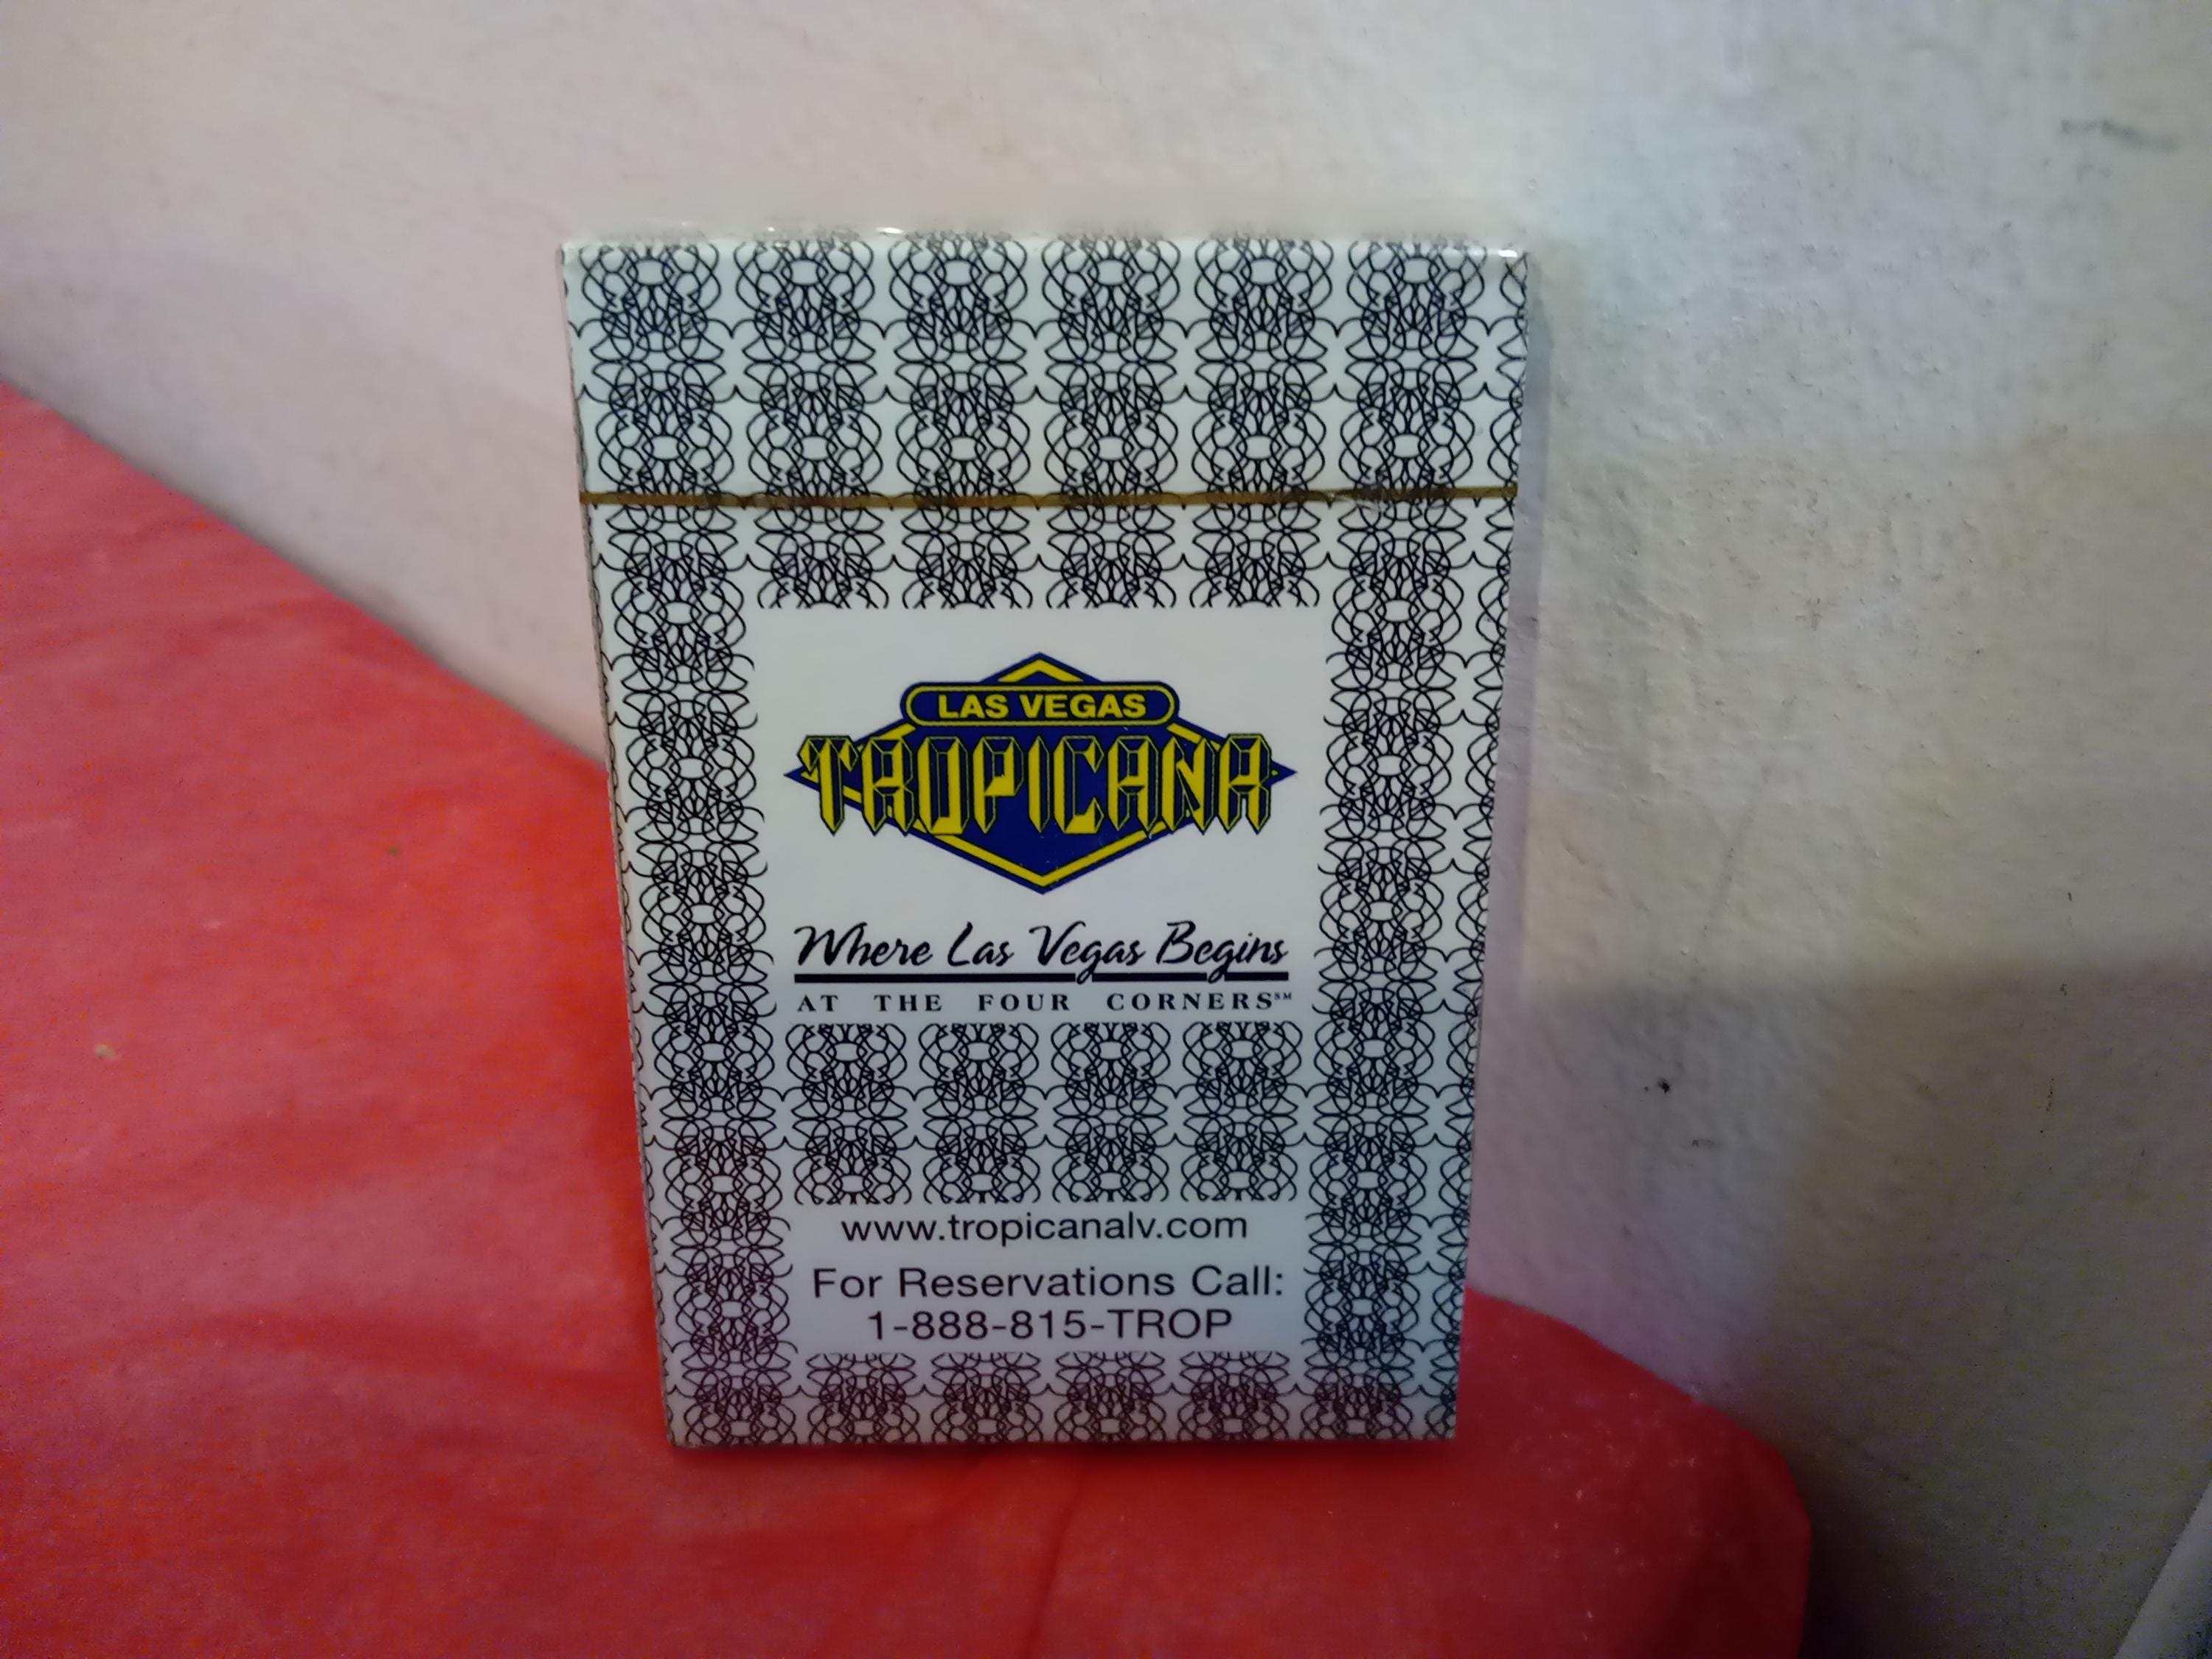 LAS VEGAS
TROPICANA
Where Las Vegas Begins
AT THE FOUR CORNERS℠
www.tropicanalv.com
For Reservations Call:
1-888-815-TROP